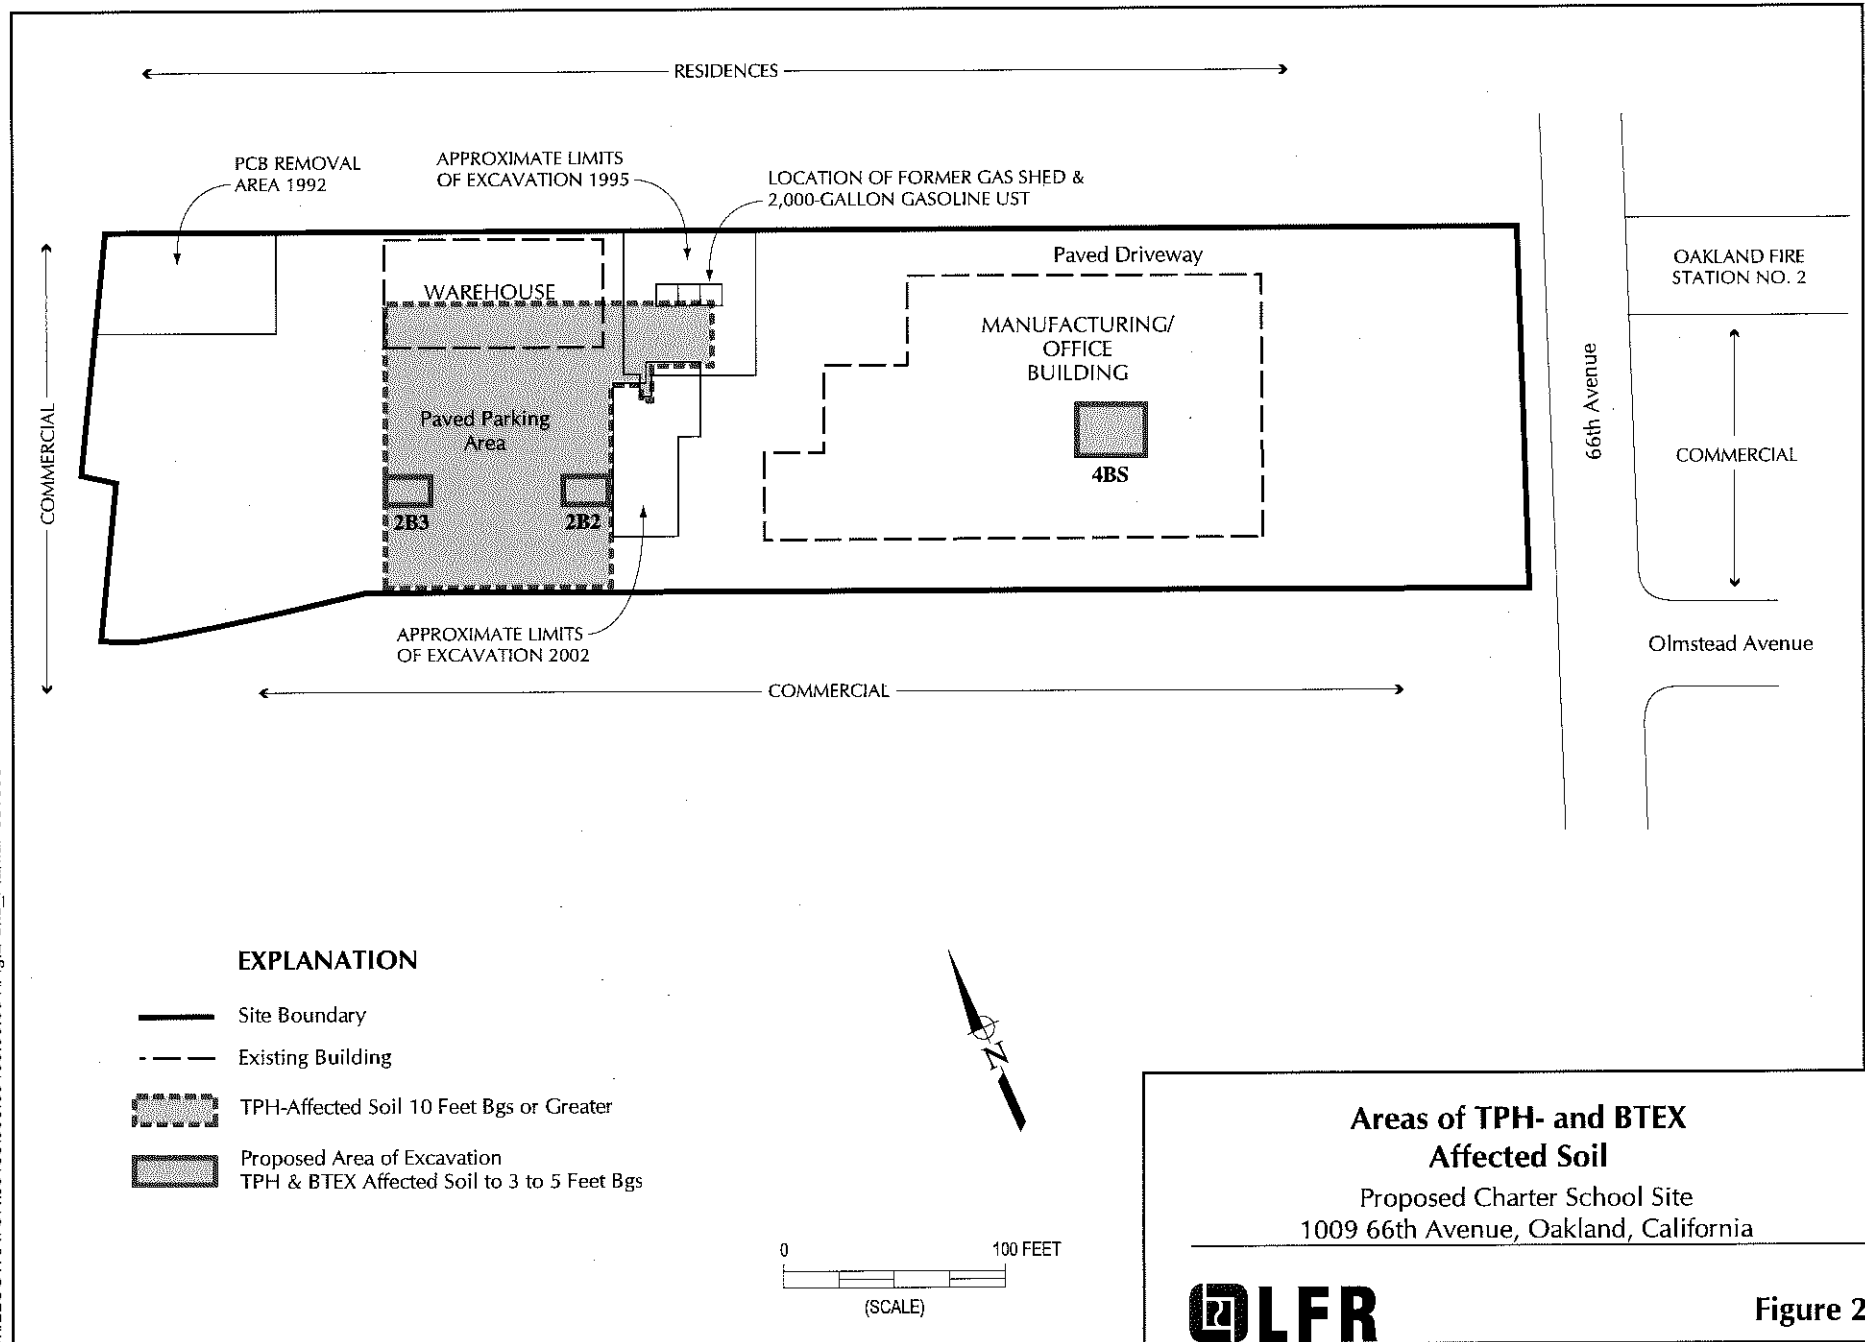 RESIDENCES
PCB REMOVAL
AREA 1992
APPROXIMATE LIMITS
OF EXCAVATION 1995
LOCATION OF FORMER GAS SHED &
2,000-GALLON GASOLINE UST
Paved Driveway
OAKLAND FIRE
STATION NO. 2
WAREHOUSE
MANUFACTURING/
OFFICE
BUILDING
66th Avenue
COMMERCIAL
COMMERCIAL
Paved Parking
Area
4BS
2B3
2B2
APPROXIMATE LIMITS
OF EXCAVATION 2002
Olmstead Avenue
COMMERCIAL
EXPLANATION
Site Boundary
Existing Building
TPH-Affected Soil 10 Feet Bgs or Greater
Proposed Area of Excavation
TPH & BTEX Affected Soil to 3 to 5 Feet Bgs
N
0 100 FEET
(SCALE)
Areas of TPH- and BTEX
Affected Soil
Proposed Charter School Site
1009 66th Avenue, Oakland, California
LFR
Figure 2